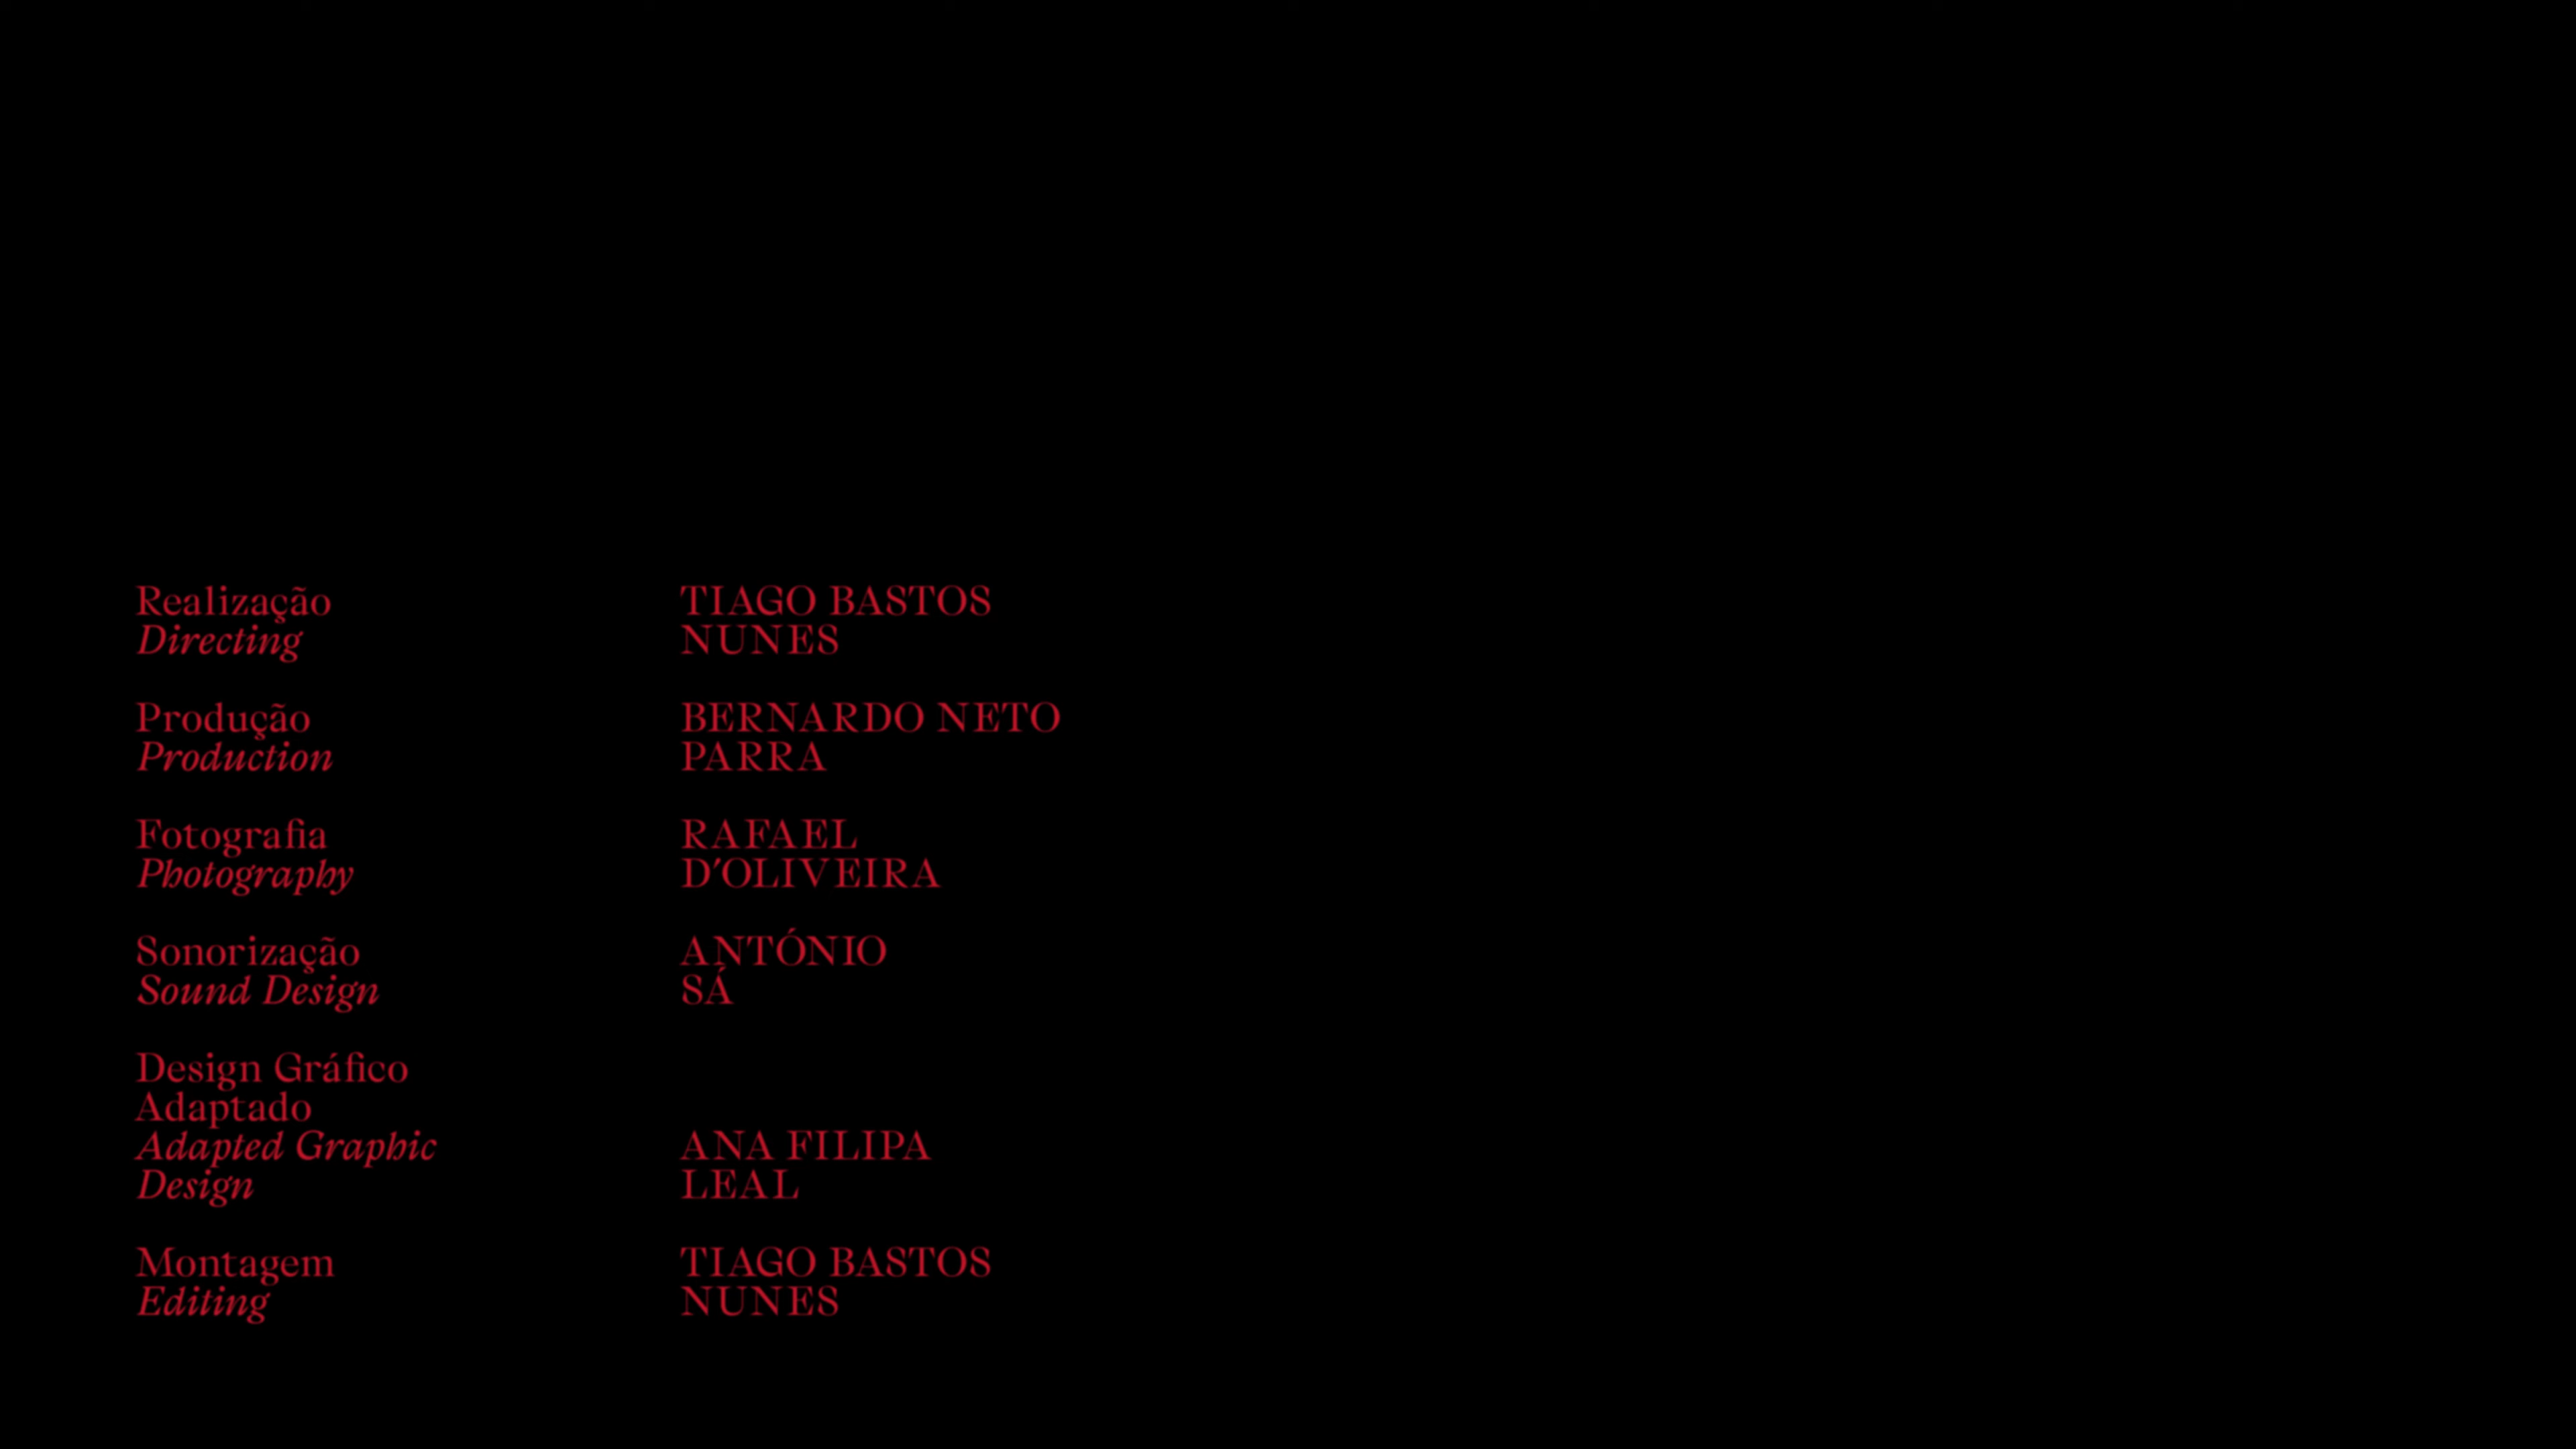 Realização
Directing
TIAGO BASTOS
NUNES
Produção
Production
BERNARDO NETO
PARRA
Fotografia
Photography
RAFAEL
D'OLIVEIRA
Sonorização
Sound Design
ANTÓNIO
SÁ
Design Gráfico
Adaptado
Adapted Graphic
Design
ANA FILIPA
LEAL
Montagem
Editing
TIAGO BASTOS
NUNES